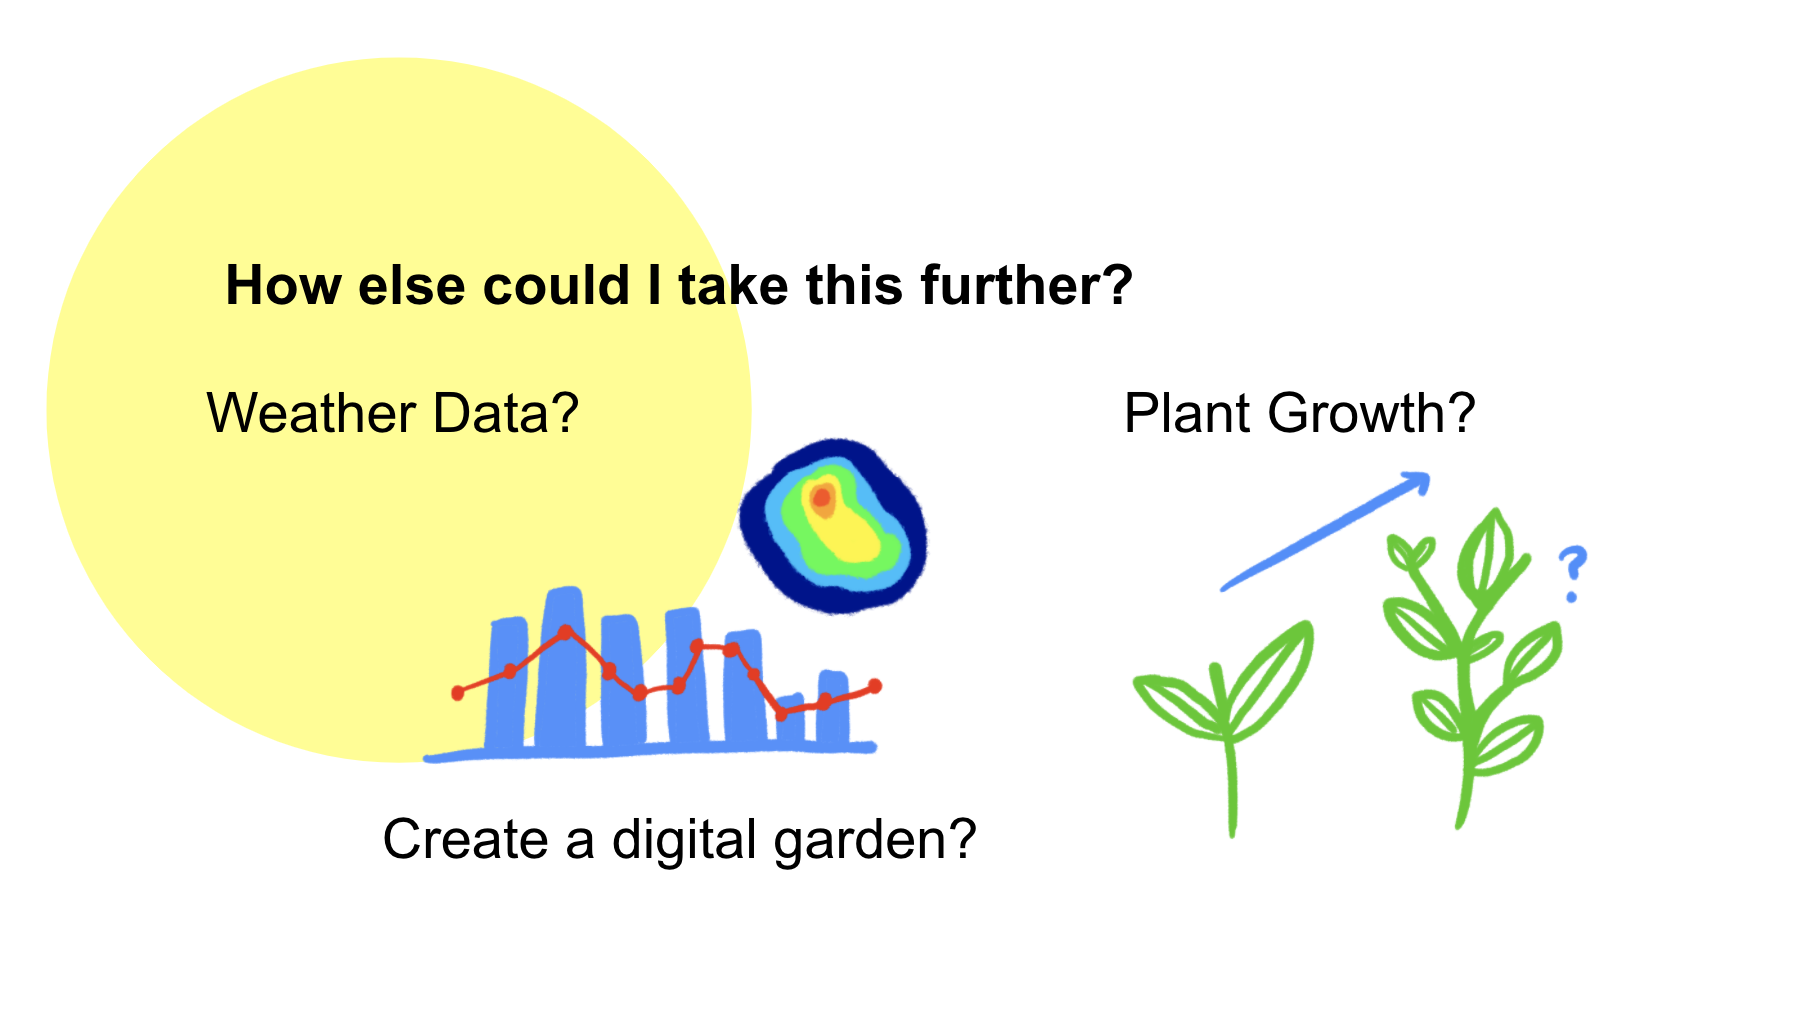 How else could I take this further?
Weather Data?
Plant Growth?
?
Create a digital garden?